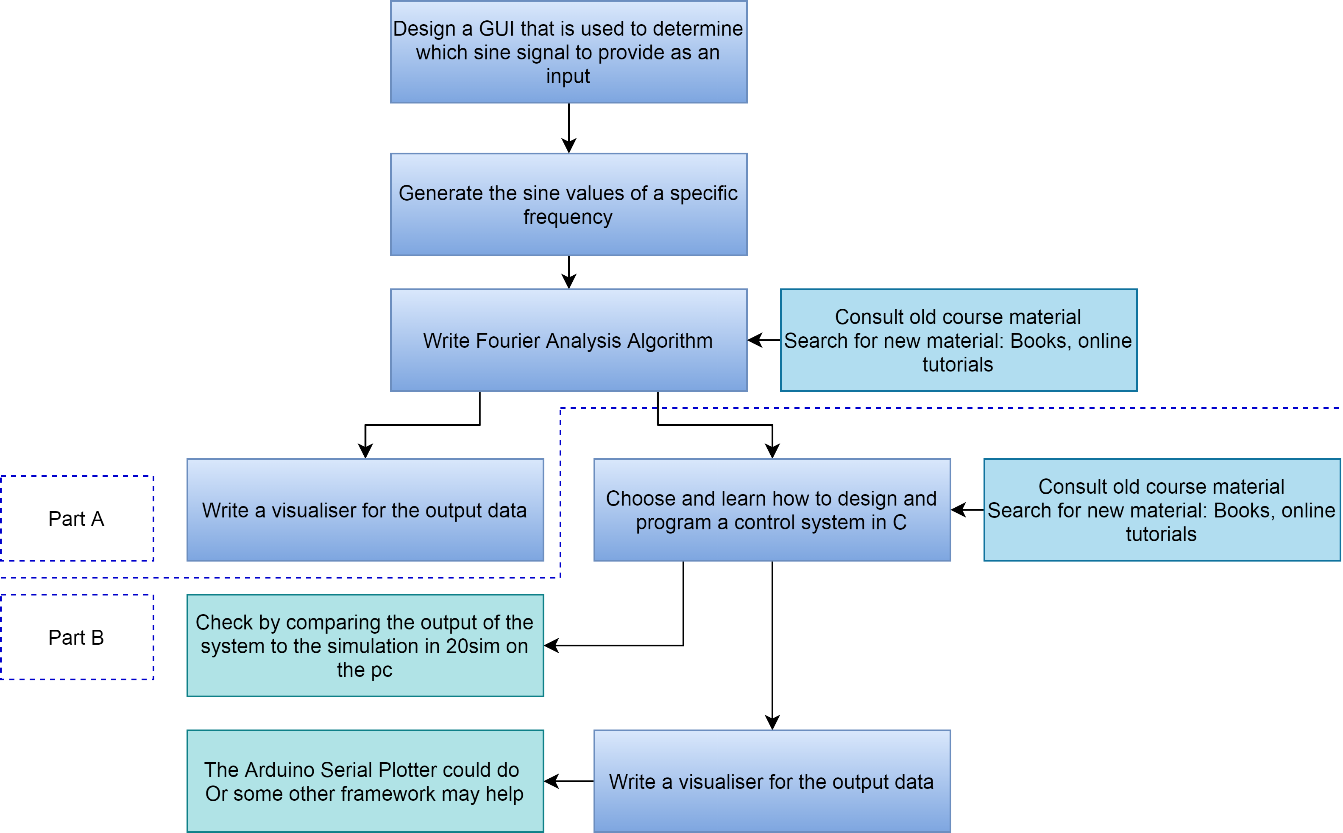 Design a GUI that is used to determine
which sine signal to provide as an
input
Generate the sine values of a specific
frequency
Write Fourier Analysis Algorithm
Consult old course material
Search for new material: Books, online
tutorials
Part A
Write a visualiser for the output data
Choose and learn how to design and
program a control system in C
Consult old course material
Search for new material: Books, online
tutorials
Part B
Check by comparing the output of the
system to the simulation in 20sim on
the pc
The Arduino Serial Plotter could do
Or some other framework may help
Write a visualiser for the output data